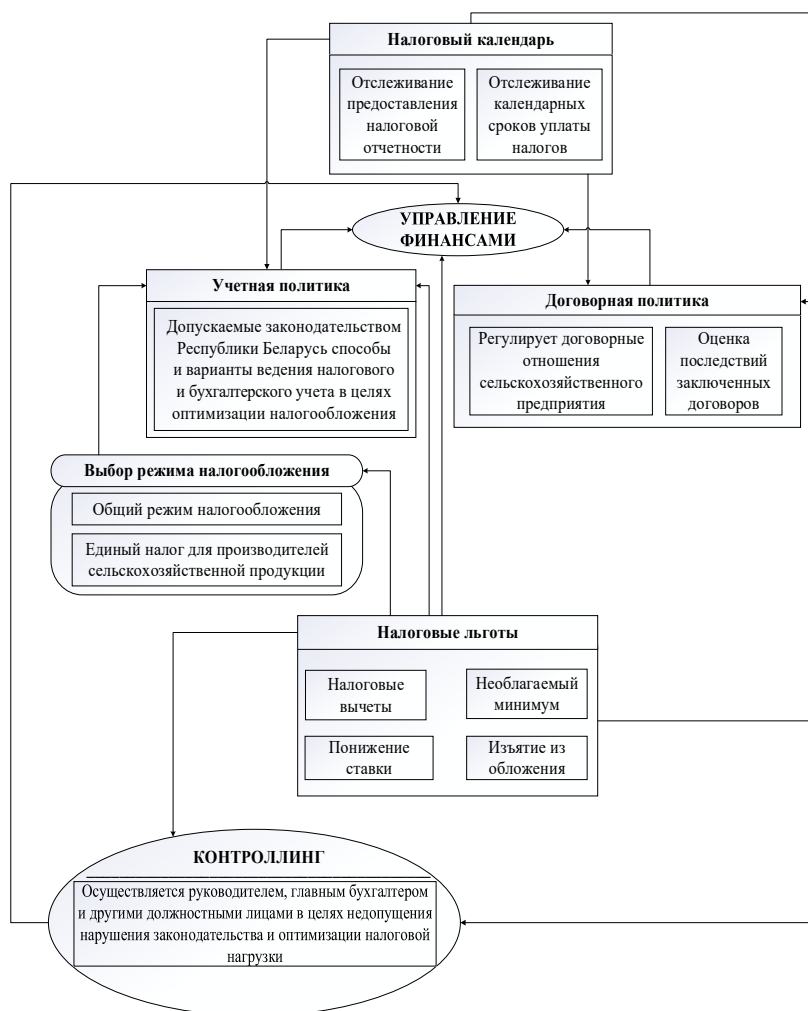 Налоговый календарь
Отслеживание
предоставления
налоговой
отчетности
Отслеживание
календарных
сроков уплаты
налогов
УПРАВЛЕНИЕ
ФИНАНСАМИ
Учетная политика
Допускаемые законодательством
Республики Беларусь способы
и варианты ведения налогового
и бухгалтерского учета в целях
оптимизации налогообложения
Договорная политика
Регулирует договорные
отношения
сельскохозяйственного
предприятия
Оценка
последствий
заключенных
договоров
Выбор режима налогообложения
Общий режим налогообложения
Единый налог для производителей
сельскохозяйственной продукции
Налоговые льготы
Налоговые
вычеты
Необлагаемый
минимум
Понижение
ставки
Изъятие из
обложения
КОНТРОЛЛИНГ
Осуществляется руководителем, главным бухгалтером
и другими должностными лицами в целях недопущения
нарушения законодательства и оптимизации налоговой
нагрузки